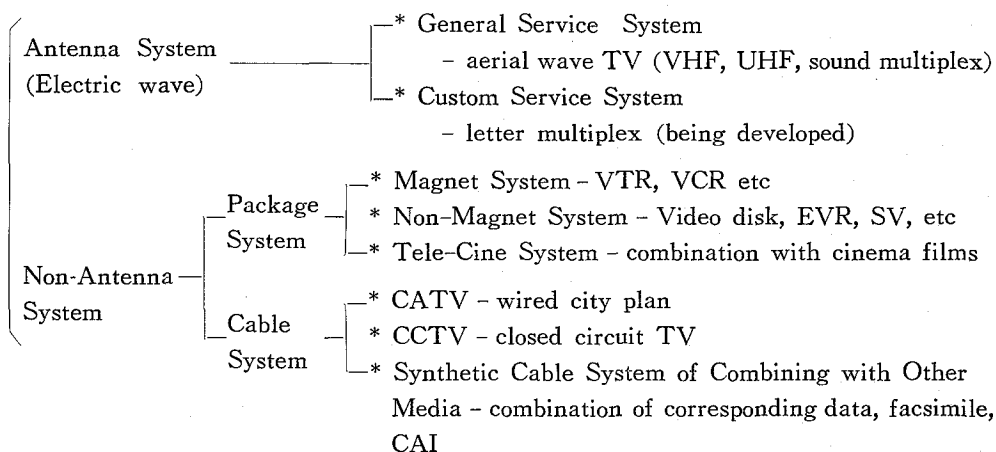 Antenna System
(Electric wave)
* General Service System
– aerial wave TV (VHF, UHF, sound multiplex)
* Custom Service System
– letter multiplex (being developed)
Non-Antenna
System
Package
System
* Magnet System – VTR, VCR etc
* Non-Magnet System – Video disk, EVR, SV, etc
* Tele-Cine System – combination with cinema films
Cable
System
* CATV – wired city plan
* CCTV – closed circuit TV
* Synthetic Cable System of Combining with Other
Media – combination of corresponding data, facsimile,
CAI